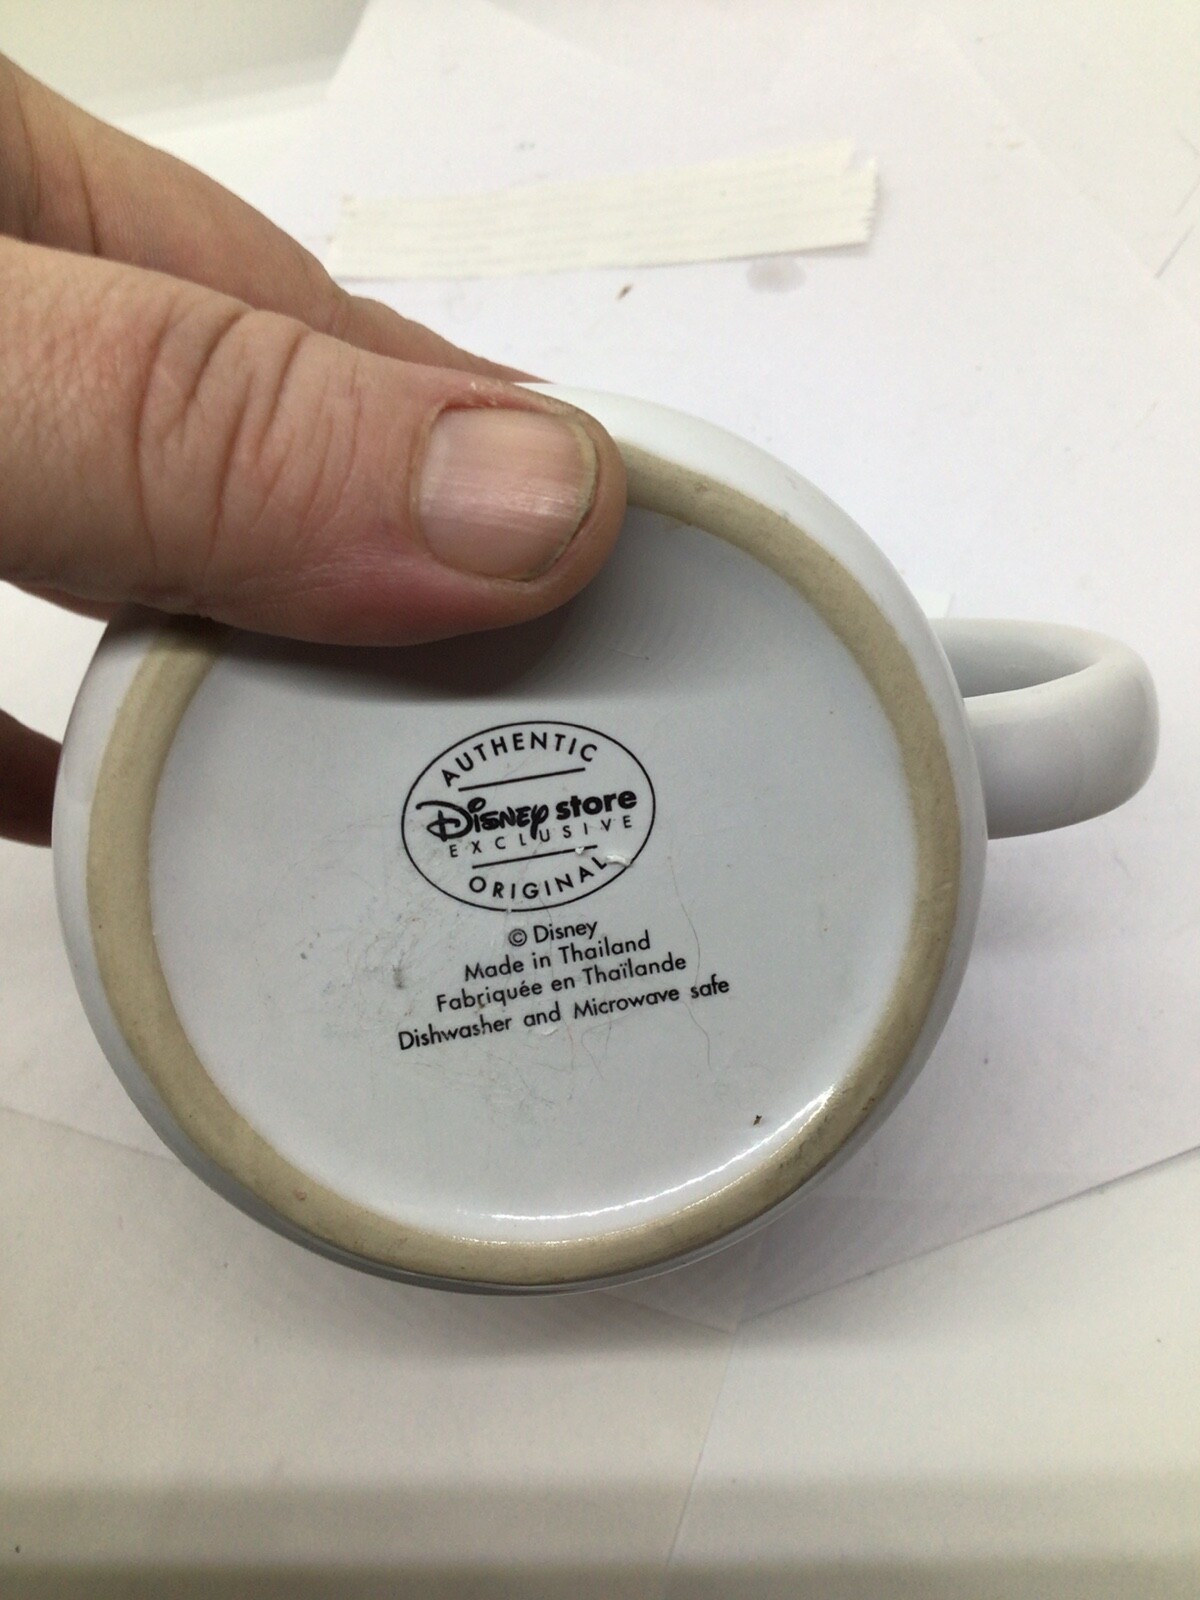 AUTHENTIC
Disney store
EXCLUSIVE
ORIGINAL
© Disney
Made in Thailand
Fabriquée en Thaïlande
Dishwasher and Microwave safe